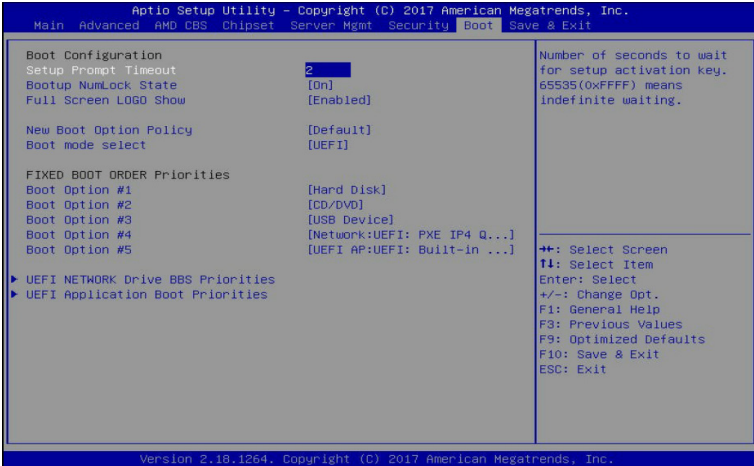 Aptio Setup Utility – Copyright (C) 2017 American Megatrends, Inc.
Main Advanced AMD CBS Chipset Server Mgmt Security Boot Save & Exit
Boot Configuration
Setup Prompt Timeout 2
Bootup NumLock State [On]
Full Screen LOGO Show [Enabled]
New Boot Option Policy [Default]
Boot mode select [UEFI]
FIXED BOOT ORDER Priorities
Boot Option #1 [Hard Disk]
Boot Option #2 [CD/DVD]
Boot Option #3 [USB Device]
Boot Option #4 [Network:UEFI: PXE IP4 Q...]
Boot Option #5 [UEFI AP:UEFI: Built-in ...]
▶ UEFI NETWORK Drive BBS Priorities
▶ UEFI Application Boot Priorities
Number of seconds to wait
for setup activation key.
65535(0xFFFF) means
indefinite waiting.
→←: Select Screen
↑↓: Select Item
Enter: Select
+/-: Change Opt.
F1: General Help
F3: Previous Values
F9: Optimized Defaults
F10: Save & Exit
ESC: Exit
Version 2.18.1264. Copyright (C) 2017 American Megatrends, Inc.